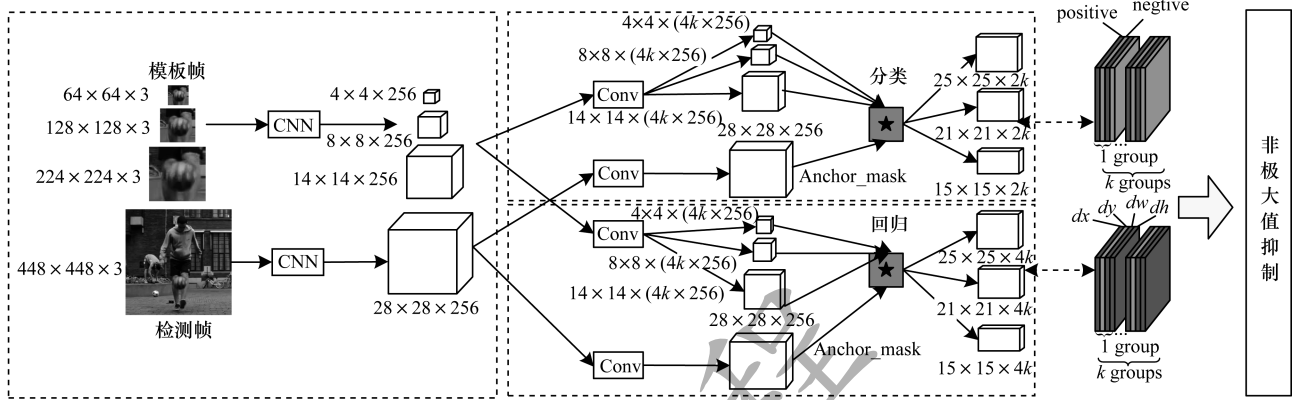 模板帧
64×64×3
128×128×3
224×224×3
448×448×3
检测帧
CNN
CNN
4×4×256
8×8×256
14×14×256
28×28×256
4×4×(4k×256)
8×8×(4k×256)
Conv
14×14×(4k×256)
28×28×256
Conv
Anchor_mask
分类
★
25×25×2k
21×21×2k
15×15×2k
4×4×(4k×256)
Conv
8×8×(4k×256)
14×14×(4k×256)
28×28×256
Conv
Anchor_mask
回归
★
25×25×4k
21×21×4k
15×15×4k
positive
negtive
...
1 group
k groups
dx
dy
dw
dh
...
1 group
k groups
非极大值抑制